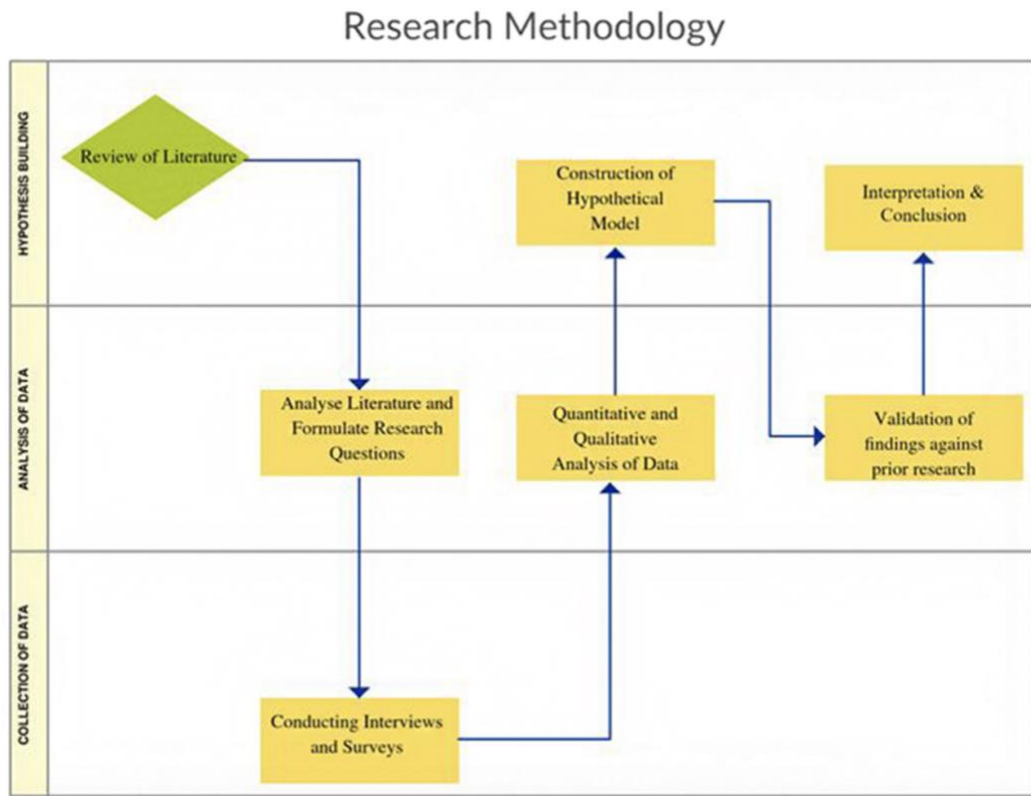 Research Methodology
HYPOTHESIS BUILDING
Review of Literature
Construction of
Hypothetical
Model
Interpretation &
Conclusion
ANALYSIS OF DATA
Analyse Literature and
Formulate Research
Questions
Quantitative and
Qualitative
Analysis of Data
Validation of
findings against
prior research
COLLECTION OF DATA
Conducting Interviews
and Surveys